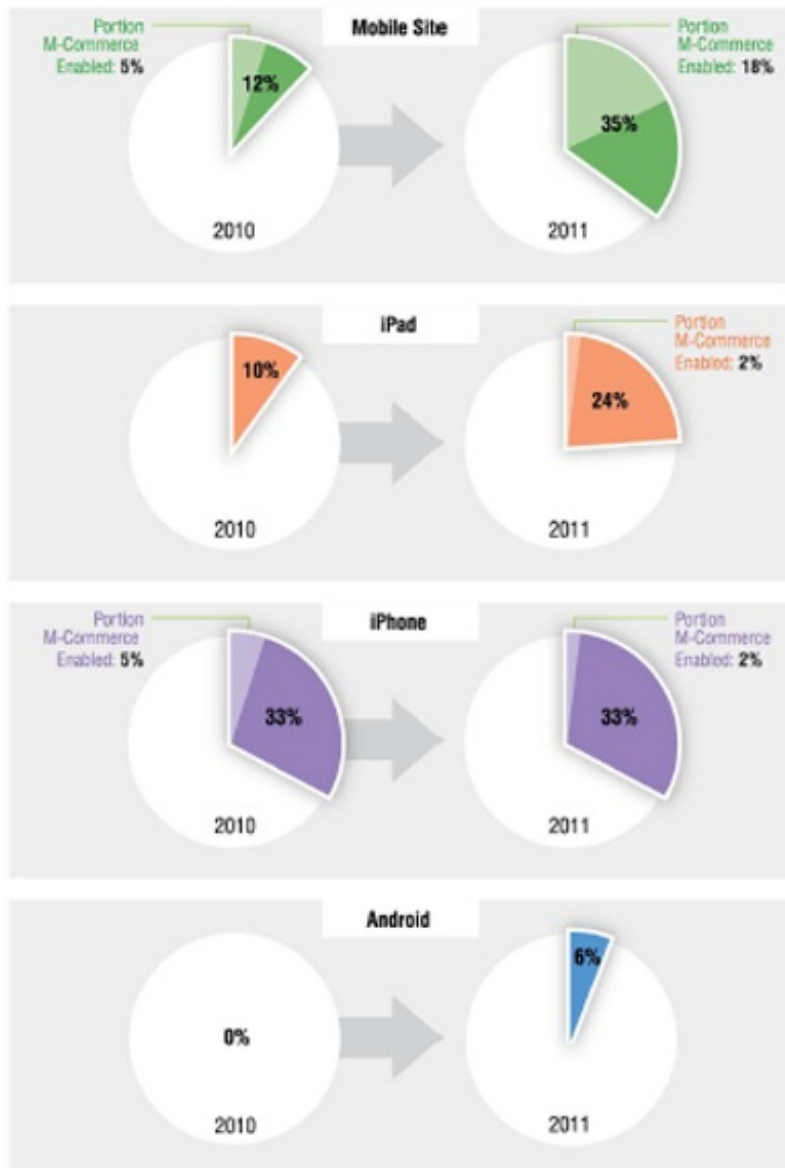 Mobile Site
Portion
M-Commerce
Enabled: 5%
12%
2010
Portion
M-Commerce
Enabled: 18%
35%
2011
iPad
10%
2010
Portion
M-Commerce
Enabled: 2%
24%
2011
iPhone
Portion
M-Commerce
Enabled: 5%
33%
2010
Portion
M-Commerce
Enabled: 2%
33%
2011
Android
0%
2010
6%
2011